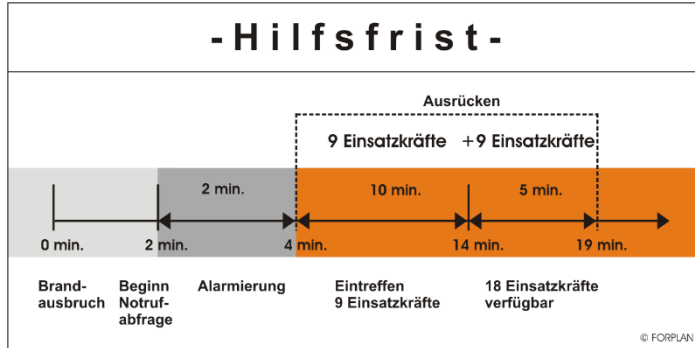 - H i l f s f r i s t -
Ausrücken
9 Einsatzkräfte +9 Einsatzkräfte
2 min. 10 min. 5 min.
0 min. 2 min. 4 min. 14 min. 19 min.
Brand-
ausbruch
Beginn
Notruf-
abfrage
Alarmierung
Eintreffen
9 Einsatzkräfte
18 Einsatzkräfte
verfügbar
© FORPLAN